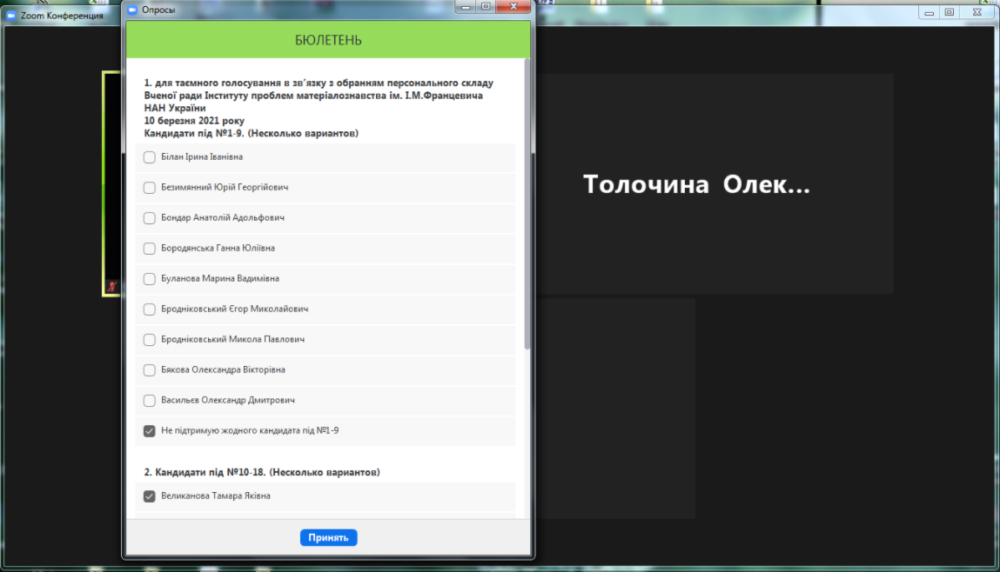 Zoom Конференция
Опросы
БЮЛЕТЕНЬ
1. для таємного голосування в зв´язку з обранням персонального складу
Вченої ради Інституту проблем матеріалознавства ім. І.М.Францевича
НАН України
10 березня 2021 року
Кандидати під №1-9. (Несколько вариантов)
Білан Ірина Іванівна
Безимянний Юрій Георгійович
Бондар Анатолій Адольфович
Бородянська Ганна Юліївна
Буланова Марина Вадимівна
Бродніковський Єгор Миколайович
Бродніковський Микола Павлович
Бякова Олександра Вікторівна
Васильєв Олександр Дмитрович
Не підтримую жодного кандидата під №1-9
2. Кандидати під №10-18. (Несколько вариантов)
Великанова Тамара Яківна
Принять
Толочина Олек...